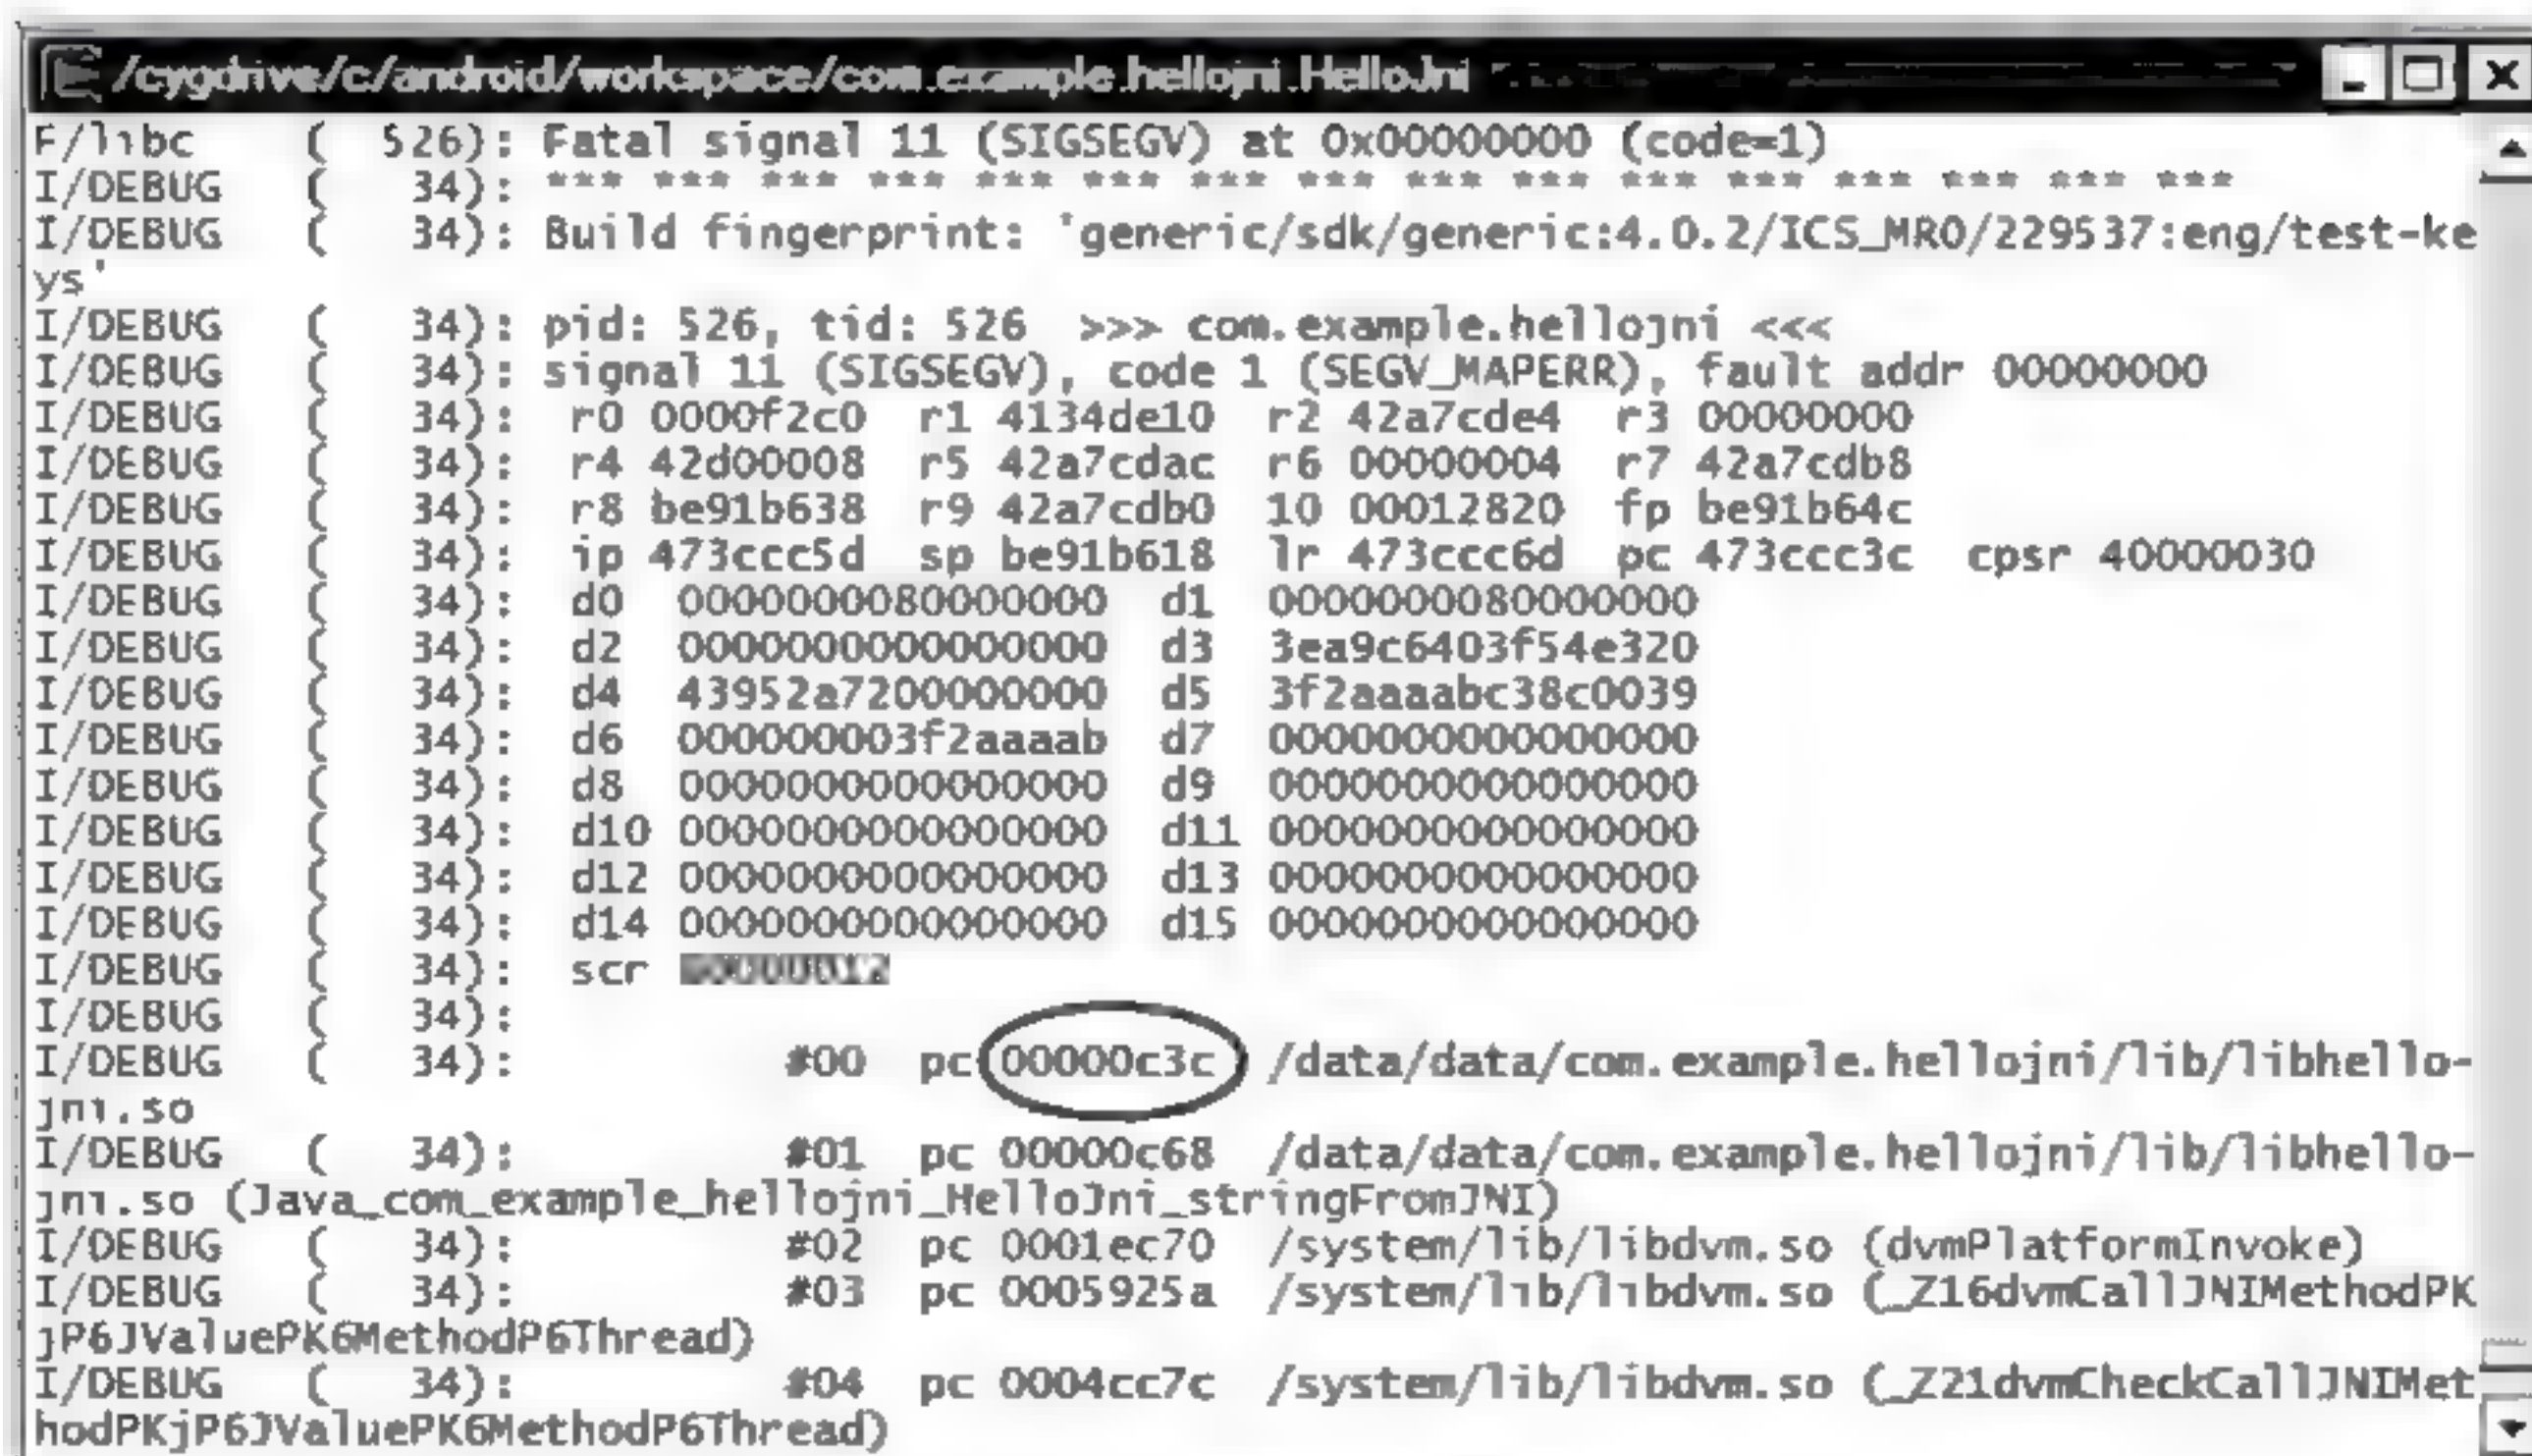 /cygdrive/c/android/workspace/com.example.hellojni.HelloJni
F/libc     (  526): Fatal signal 11 (SIGSEGV) at 0x00000000 (code=1)
I/DEBUG    (   34): *** *** *** *** *** *** *** *** *** *** *** *** *** *** *** ***
I/DEBUG    (   34): Build fingerprint: 'generic/sdk/generic:4.0.2/ICS_MR0/229537:eng/test-ke
ys'
I/DEBUG    (   34): pid: 526, tid: 526  >>> com.example.hellojni <<<
I/DEBUG    (   34): signal 11 (SIGSEGV), code 1 (SEGV_MAPERR), fault addr 00000000
I/DEBUG    (   34):  r0 0000f2c0  r1 4134de10  r2 42a7cde4  r3 00000000
I/DEBUG    (   34):  r4 42d00008  r5 42a7cdac  r6 00000004  r7 42a7cdb8
I/DEBUG    (   34):  r8 be91b638  r9 42a7cdb0  10 00012820  fp be91b64c
I/DEBUG    (   34):  ip 473ccc5d  sp be91b618  lr 473ccc6d  pc 473ccc3c  cpsr 40000030
I/DEBUG    (   34):  d0  0000000080000000  d1  0000000080000000
I/DEBUG    (   34):  d2  0000000000000000  d3  3ea9c6403f54e320
I/DEBUG    (   34):  d4  43952a7200000000  d5  3f2aaaabc38c0039
I/DEBUG    (   34):  d6  000000003f2aaaab  d7  0000000000000000
I/DEBUG    (   34):  d8  0000000000000000  d9  0000000000000000
I/DEBUG    (   34):  d10 0000000000000000  d11 0000000000000000
I/DEBUG    (   34):  d12 0000000000000000  d13 0000000000000000
I/DEBUG    (   34):  d14 0000000000000000  d15 0000000000000000
I/DEBUG    (   34):  scr
I/DEBUG    (   34):
I/DEBUG    (   34):          #00  pc 00000c3c  /data/data/com.example.hellojni/lib/libhello-
jni.so
I/DEBUG    (   34):          #01  pc 00000c68  /data/data/com.example.hellojni/lib/libhello-
jni.so (Java_com_example_hellojni_HelloJni_stringFromJNI)
I/DEBUG    (   34):          #02  pc 0001ec70  /system/lib/libdvm.so (dvmPlatformInvoke)
I/DEBUG    (   34):          #03  pc 0005925a  /system/lib/libdvm.so (_Z16dvmCallJNIMethodPK
jP6JValuePK6MethodP6Thread)
I/DEBUG    (   34):          #04  pc 0004cc7c  /system/lib/libdvm.so (_Z21dvmCheckCallJNIMet
hodPKjP6JValuePK6MethodP6Thread)